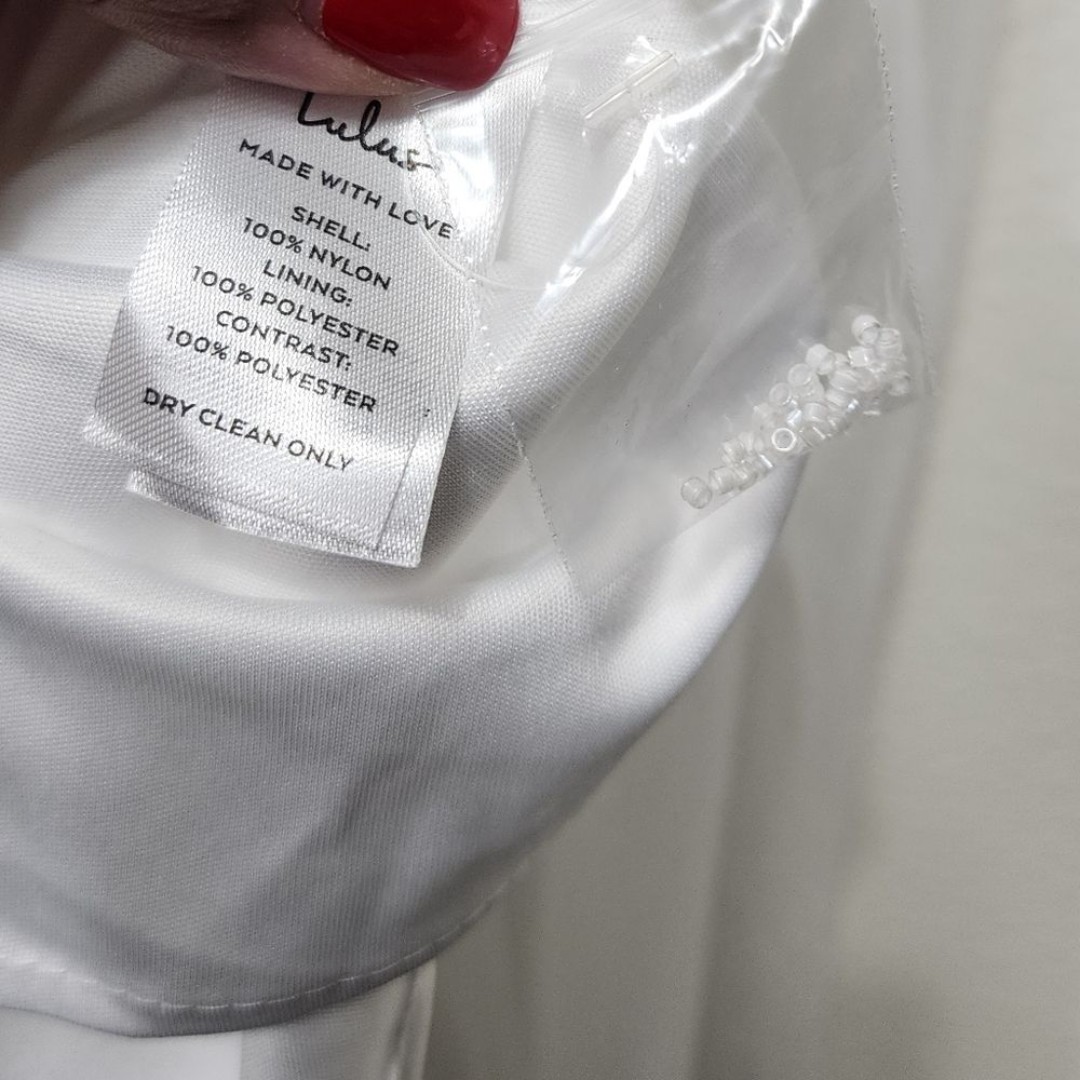 Lulus
MADE WITH LOVE
SHELL:
100% NYLON
LINING:
100% POLYESTER
CONTRAST:
100% POLYESTER
DRY CLEAN ONLY